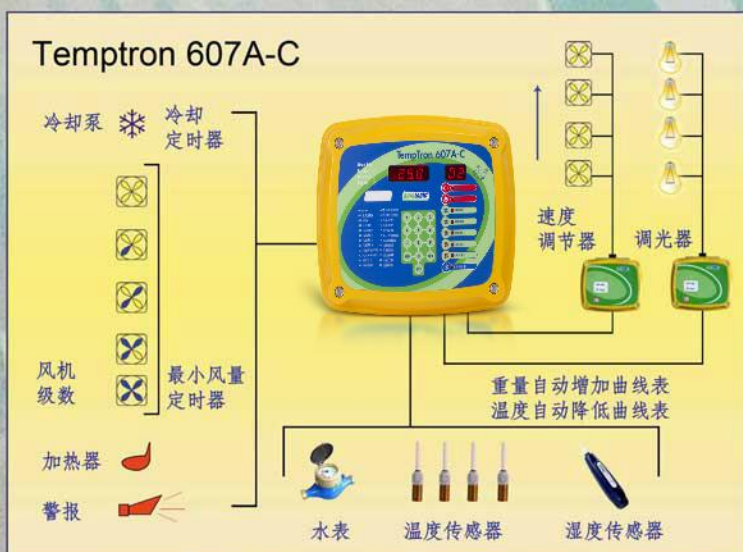 Temptron 607A-C
冷却泵
冷却
定时器
TempTron 607A-C
速度
调节器
调光器
风机
级数
最小风量
定时器
重量自动增加曲线表
温度自动降低曲线表
加热器
警报
水表
温度传感器
湿度传感器